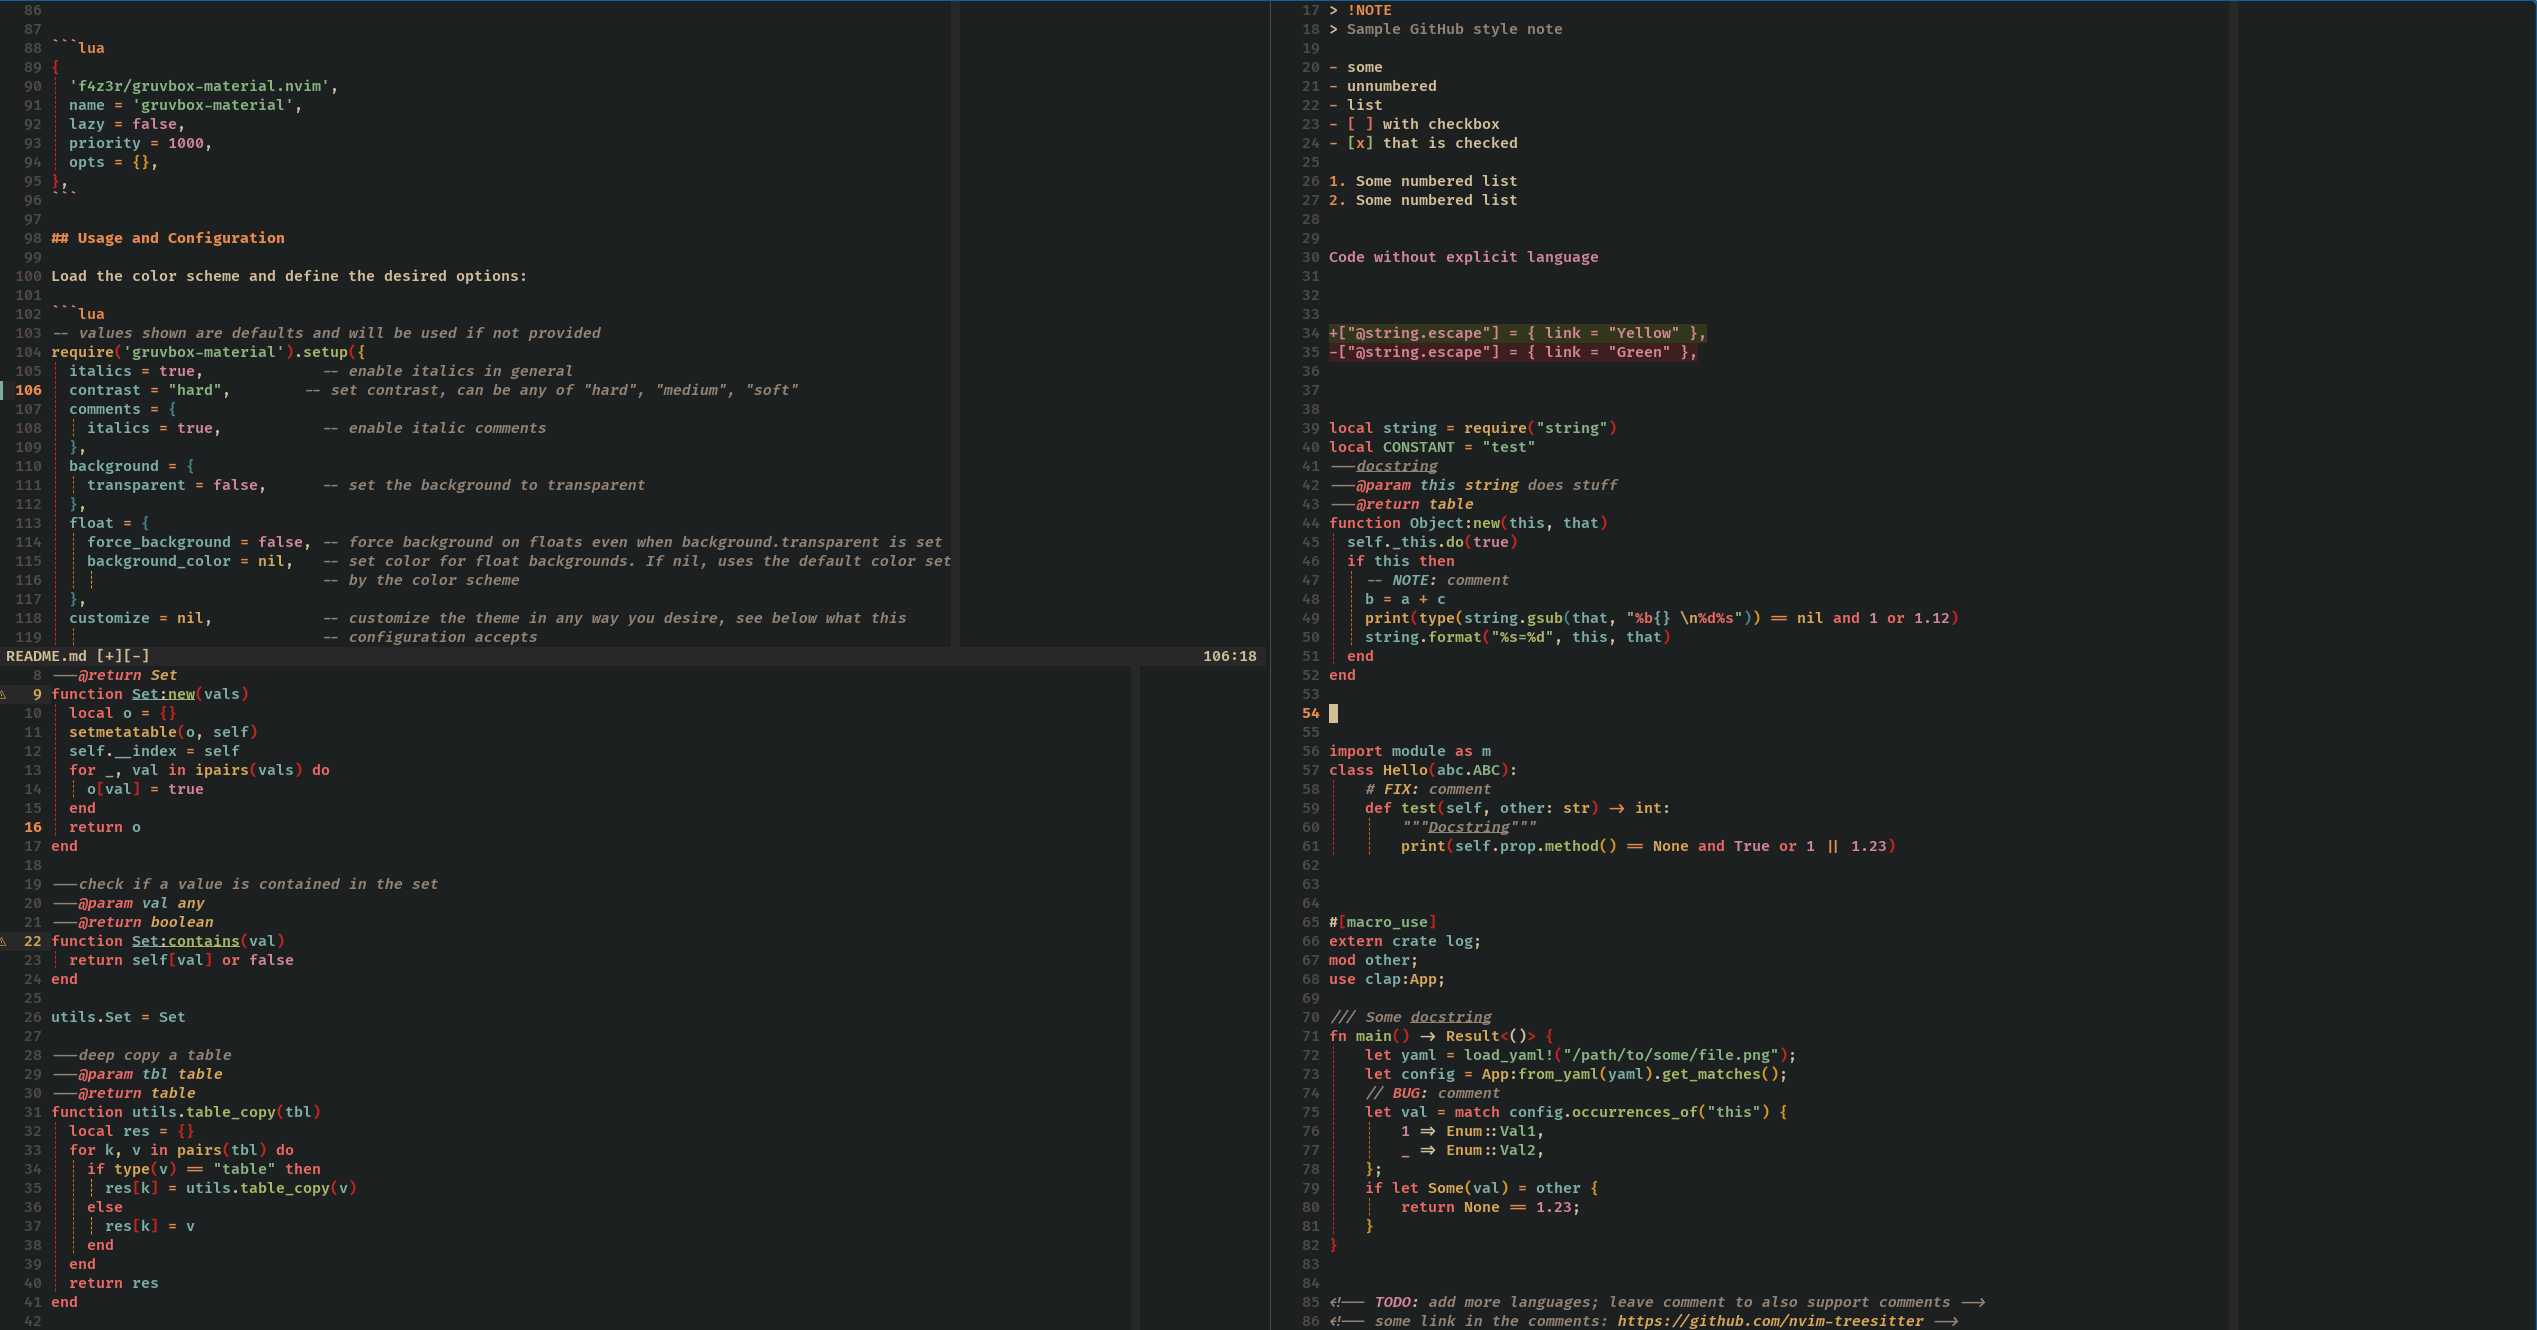 86
87
88 ```lua
89 {
90   'f4z3r/gruvbox-material.nvim',
91   name = 'gruvbox-material',
92   lazy = false,
93   priority = 1000,
94   opts = {},
95 },
96 ```
97
98 ## Usage and Configuration
99
100 Load the color scheme and define the desired options:
101
102 ```lua
103 -- values shown are defaults and will be used if not provided
104 require('gruvbox-material').setup({
105   italics = true,             -- enable italics in general
106   contrast = "hard",        -- set contrast, can be any of "hard", "medium", "soft"
107   comments = {
108     italics = true,           -- enable italic comments
109   },
110   background = {
111     transparent = false,      -- set the background to transparent
112   },
113   float = {
114     force_background = false, -- force background on floats even when background.transparent is set
115     background_color = nil,   -- set color for float backgrounds. If nil, uses the default color set
116                               -- by the color scheme
117   },
118   customize = nil,            -- customize the theme in any way you desire, see below what this
119                               -- configuration accepts
README.md [+][-] 106:18
8 ---@return Set
9 function Set:new(vals)
10   local o = {}
11   setmetatable(o, self)
12   self.__index = self
13   for _, val in ipairs(vals) do
14     o[val] = true
15   end
16   return o
17 end
18
19 ---check if a value is contained in the set
20 ---@param val any
21 ---@return boolean
22 function Set:contains(val)
23   return self[val] or false
24 end
25
26 utils.Set = Set
27
28 ---deep copy a table
29 ---@param tbl table
30 ---@return table
31 function utils.table_copy(tbl)
32   local res = {}
33   for k, v in pairs(tbl) do
34     if type(v) == "table" then
35       res[k] = utils.table_copy(v)
36     else
37       res[k] = v
38     end
39   end
40   return res
41 end
42
17 > !NOTE
18 > Sample GitHub style note
19
20 - some
21 - unnumbered
22 - list
23 - [ ] with checkbox
24 - [x] that is checked
25
26 1. Some numbered list
27 2. Some numbered list
28
29
30 Code without explicit language
31
32
33
34 +["@string.escape"] = { link = "Yellow" },
35 -["@string.escape"] = { link = "Green" },
36
37
38
39 local string = require("string")
40 local CONSTANT = "test"
41 ---docstring
42 ---@param this string does stuff
43 ---@return table
44 function Object:new(this, that)
45   self._this.do(true)
46   if this then
47     -- NOTE: comment
48     b = a + c
49     print(type(string.gsub(that, "%b{} \n%d%s")) == nil and 1 or 1.12)
50     string.format("%s=%d", this, that)
51   end
52 end
53
54
55
56 import module as m
57 class Hello(abc.ABC):
58     # FIX: comment
59     def test(self, other: str) -> int:
60         """Docstring"""
61         print(self.prop.method() == None and True or 1 || 1.23)
62
63
64
65 #[macro_use]
66 extern crate log;
67 mod other;
68 use clap:App;
69
70 /// Some docstring
71 fn main() -> Result<()> {
72     let yaml = load_yaml!("/path/to/some/file.png");
73     let config = App:from_yaml(yaml).get_matches();
74     // BUG: comment
75     let val = match config.occurrences_of("this") {
76         1 => Enum::Val1,
77         _ => Enum::Val2,
78     };
79     if let Some(val) = other {
80         return None == 1.23;
81     }
82 }
83
84
85 <!-- TODO: add more languages; leave comment to also support comments -->
86 <!-- some link in the comments: https://github.com/nvim-treesitter -->